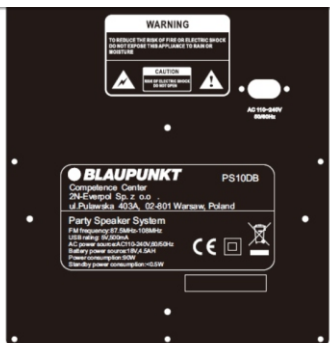 WARNING
TO REDUCE THE RISK OF FIRE OR ELECTRIC SHOCK
DO NOT EXPOSE THIS APPLIANCE TO RAIN OR
MOISTURE
CAUTION
RISK OF ELECTRIC SHOCK
DO NOT OPEN
AC 110~240V
50/60Hz
BLAUPUNKT PS10DB
Competence Center
2N-Everpol Sp. z o.o .
ul.Pulawska 403A, 02-801 Warsaw, Poland
Party Speaker System
FM frequency:87.5MHz-108MHz
USB rating: 5V,500mA
AC power source:AC110-240V,50/60Hz
Battery power source:18V,4.5AH
Power consumption:90W
Standby power consumption:<0.5W
CE